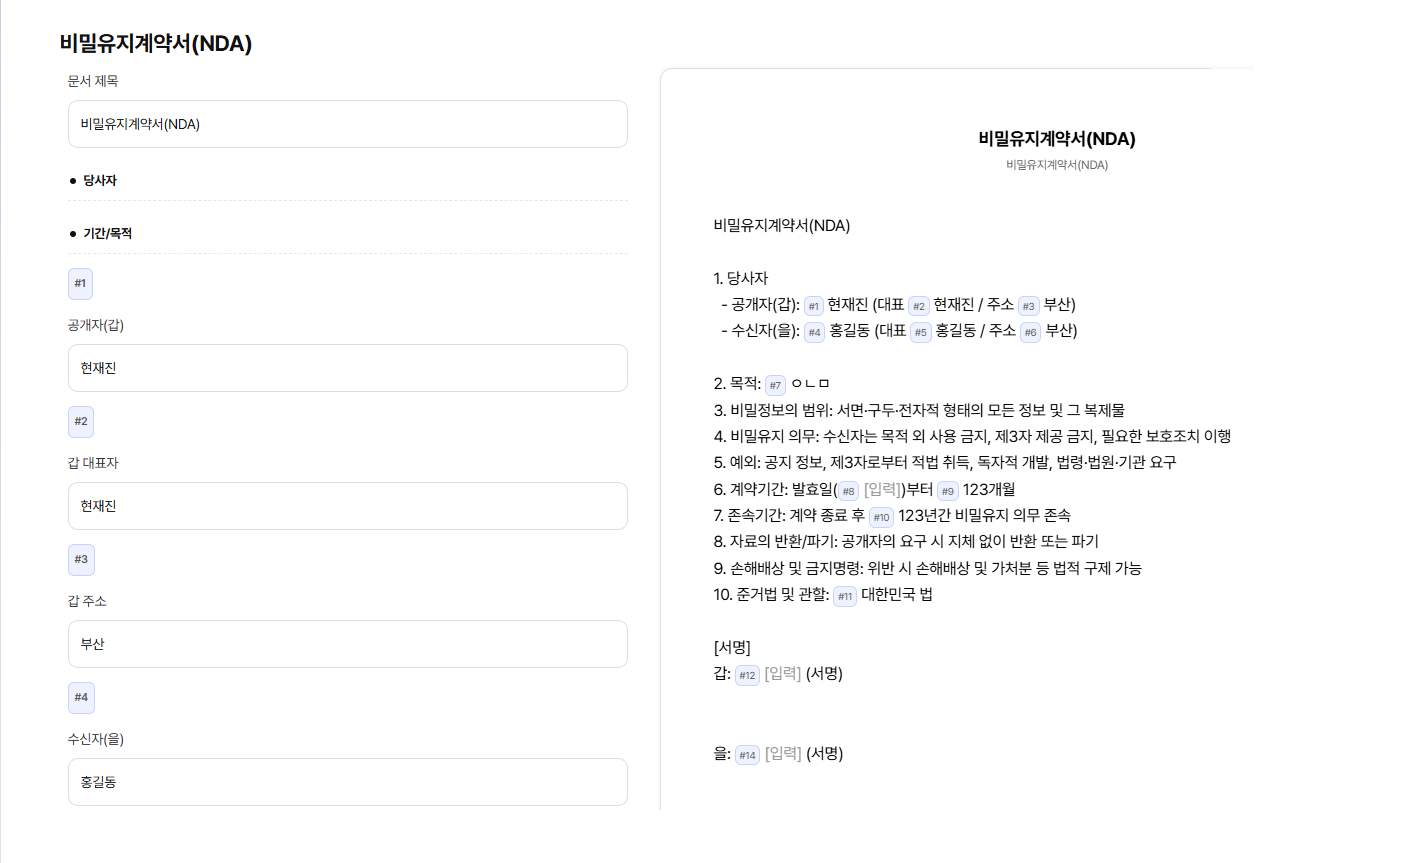 비밀유지계약서(NDA)
문서 제목
비밀유지계약서(NDA)
● 당사자
● 기간/목적
#1
공개자(갑)
현재진
#2
갑 대표자
현재진
#3
갑 주소
부산
#4
수신자(을)
홍길동
비밀유지계약서(NDA)
비밀유지계약서(NDA)
비밀유지계약서(NDA)
1. 당사자
- 공개자(갑): #1 현재진 (대표 #2 현재진 / 주소 #3 부산)
- 수신자(을): #4 홍길동 (대표 #5 홍길동 / 주소 #6 부산)
2. 목적: #7 ㅇㄴㅁ
3. 비밀정보의 범위: 서면·구두·전자적 형태의 모든 정보 및 그 복제물
4. 비밀유지 의무: 수신자는 목적 외 사용 금지, 제3자 제공 금지, 필요한 보호조치 이행
5. 예외: 공지 정보, 제3자로부터 적법 취득, 독자적 개발, 법령·법원·기관 요구
6. 계약기간: 발효일(#8 [입력])부터 #9 123개월
7. 존속기간: 계약 종료 후 #10 123년간 비밀유지 의무 존속
8. 자료의 반환/파기: 공개자의 요구 시 지체 없이 반환 또는 파기
9. 손해배상 및 금지명령: 위반 시 손해배상 및 가처분 등 법적 구제 가능
10. 준거법 및 관할: #11 대한민국 법
[서명]
갑: #12 [입력] (서명)
을: #14 [입력] (서명)